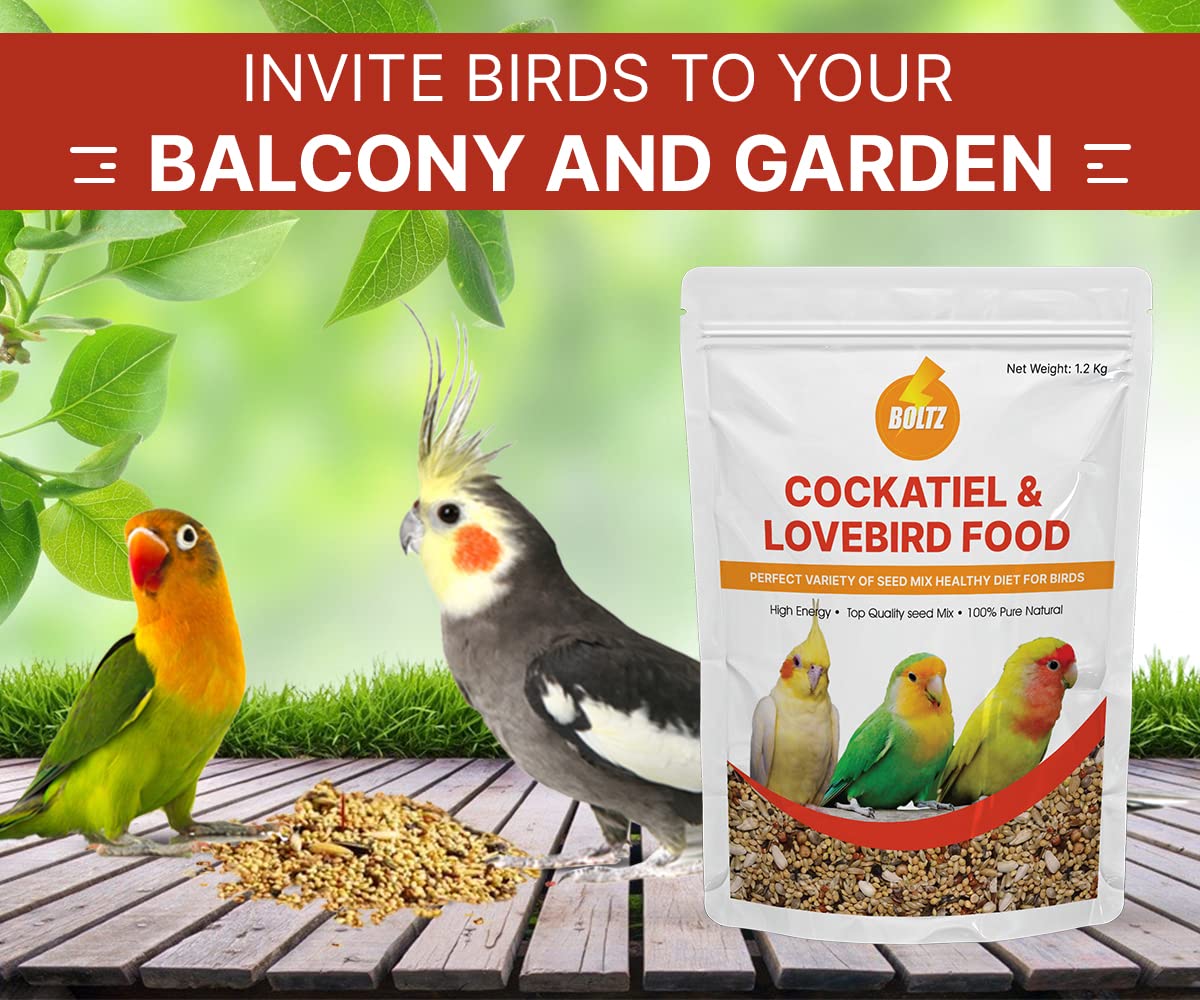 INVITE BIRDS TO YOUR
BALCONY AND GARDEN
Net Weight: 1.2 Kg
BOLTZ
COCKATIEL &
LOVEBIRD FOOD
PERFECT VARIETY OF SEED MIX HEALTHY DIET FOR BIRDS
High Energy • Top Quality seed Mix • 100% Pure Natural